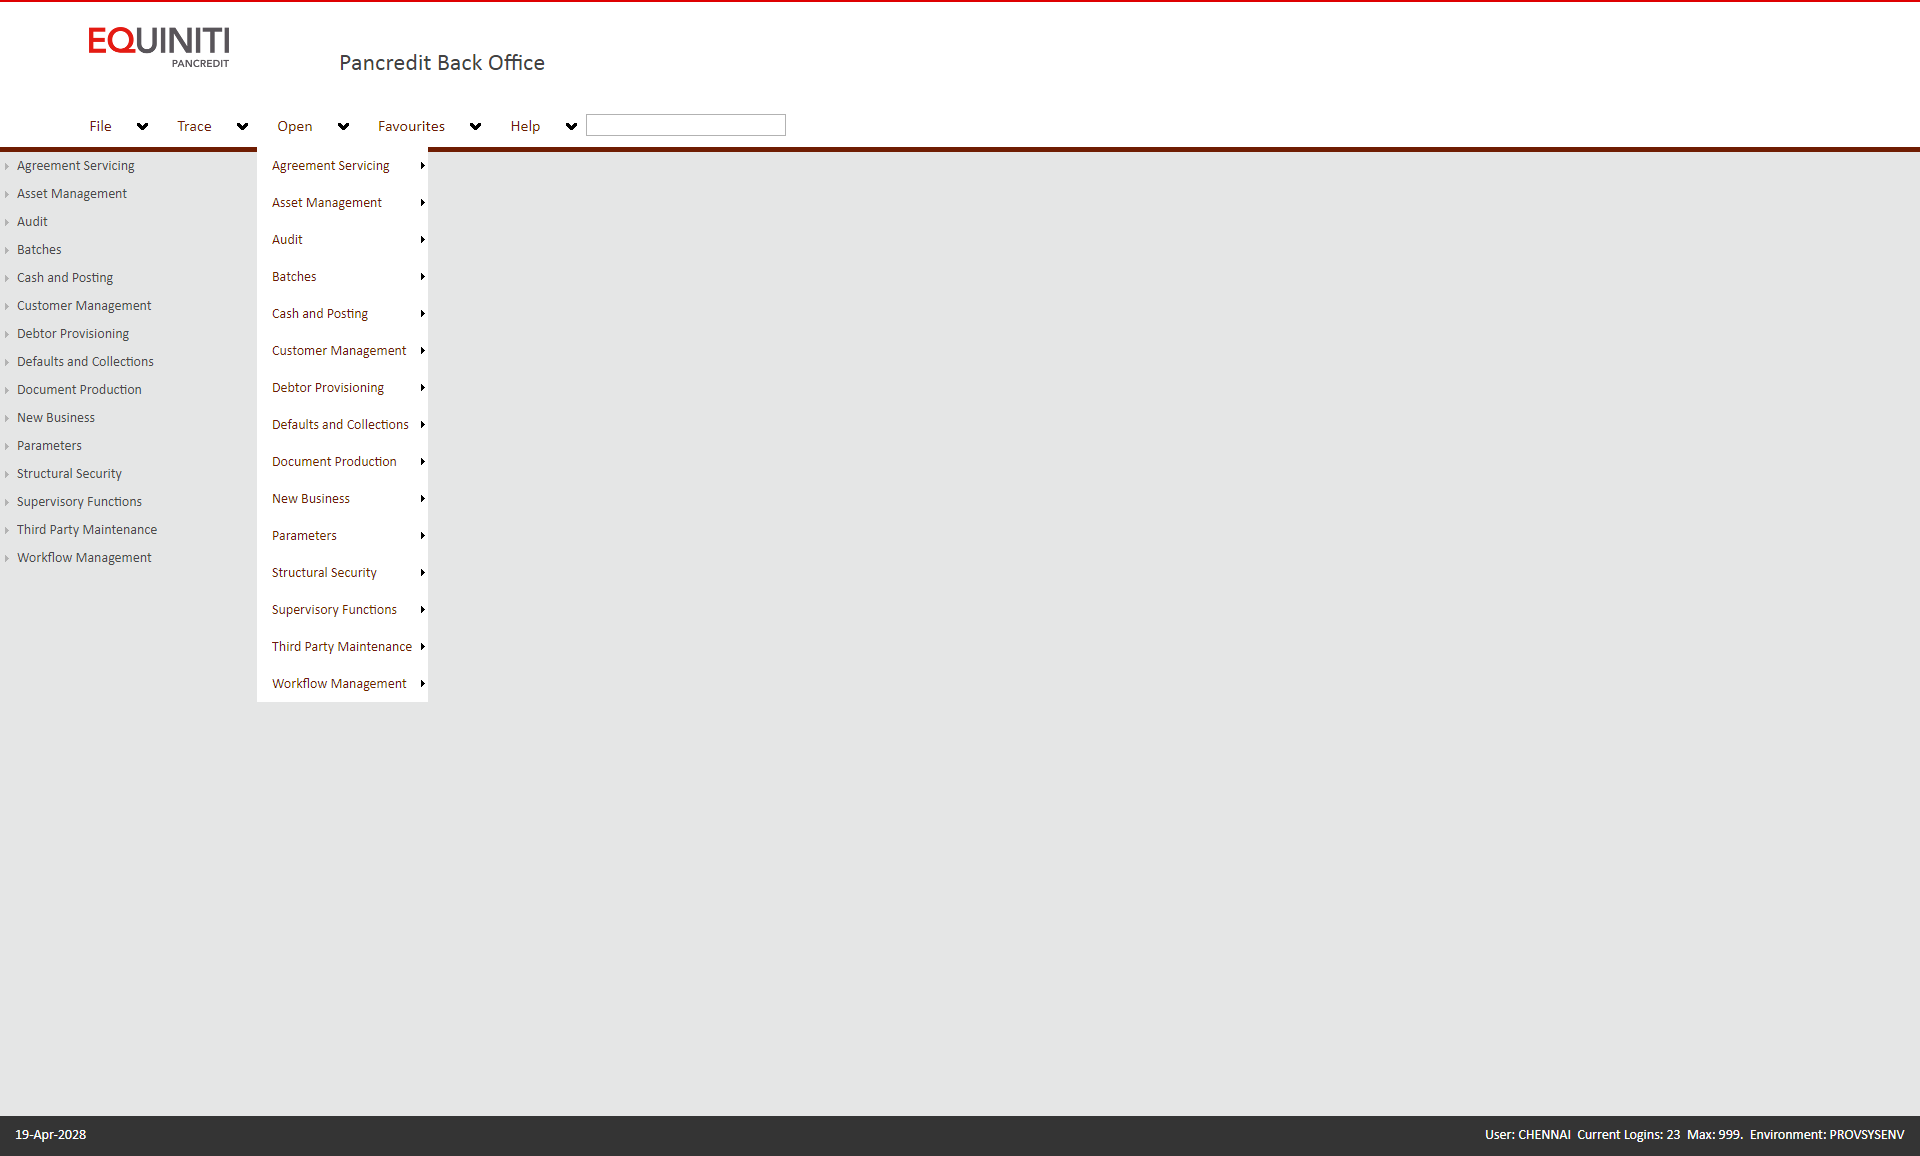 EQUINITI
PANCREDIT
Pancredit Back Office
File Trace Open Favourites Help
Agreement Servicing
Asset Management
Audit
Batches
Cash and Posting
Customer Management
Debtor Provisioning
Defaults and Collections
Document Production
New Business
Parameters
Structural Security
Supervisory Functions
Third Party Maintenance
Workflow Management
Agreement Servicing
Asset Management
Audit
Batches
Cash and Posting
Customer Management
Debtor Provisioning
Defaults and Collections
Document Production
New Business
Parameters
Structural Security
Supervisory Functions
Third Party Maintenance
Workflow Management
19-Apr-2028
User: CHENNAI Current Logins: 23 Max: 999. Environment: PROVSYSENV